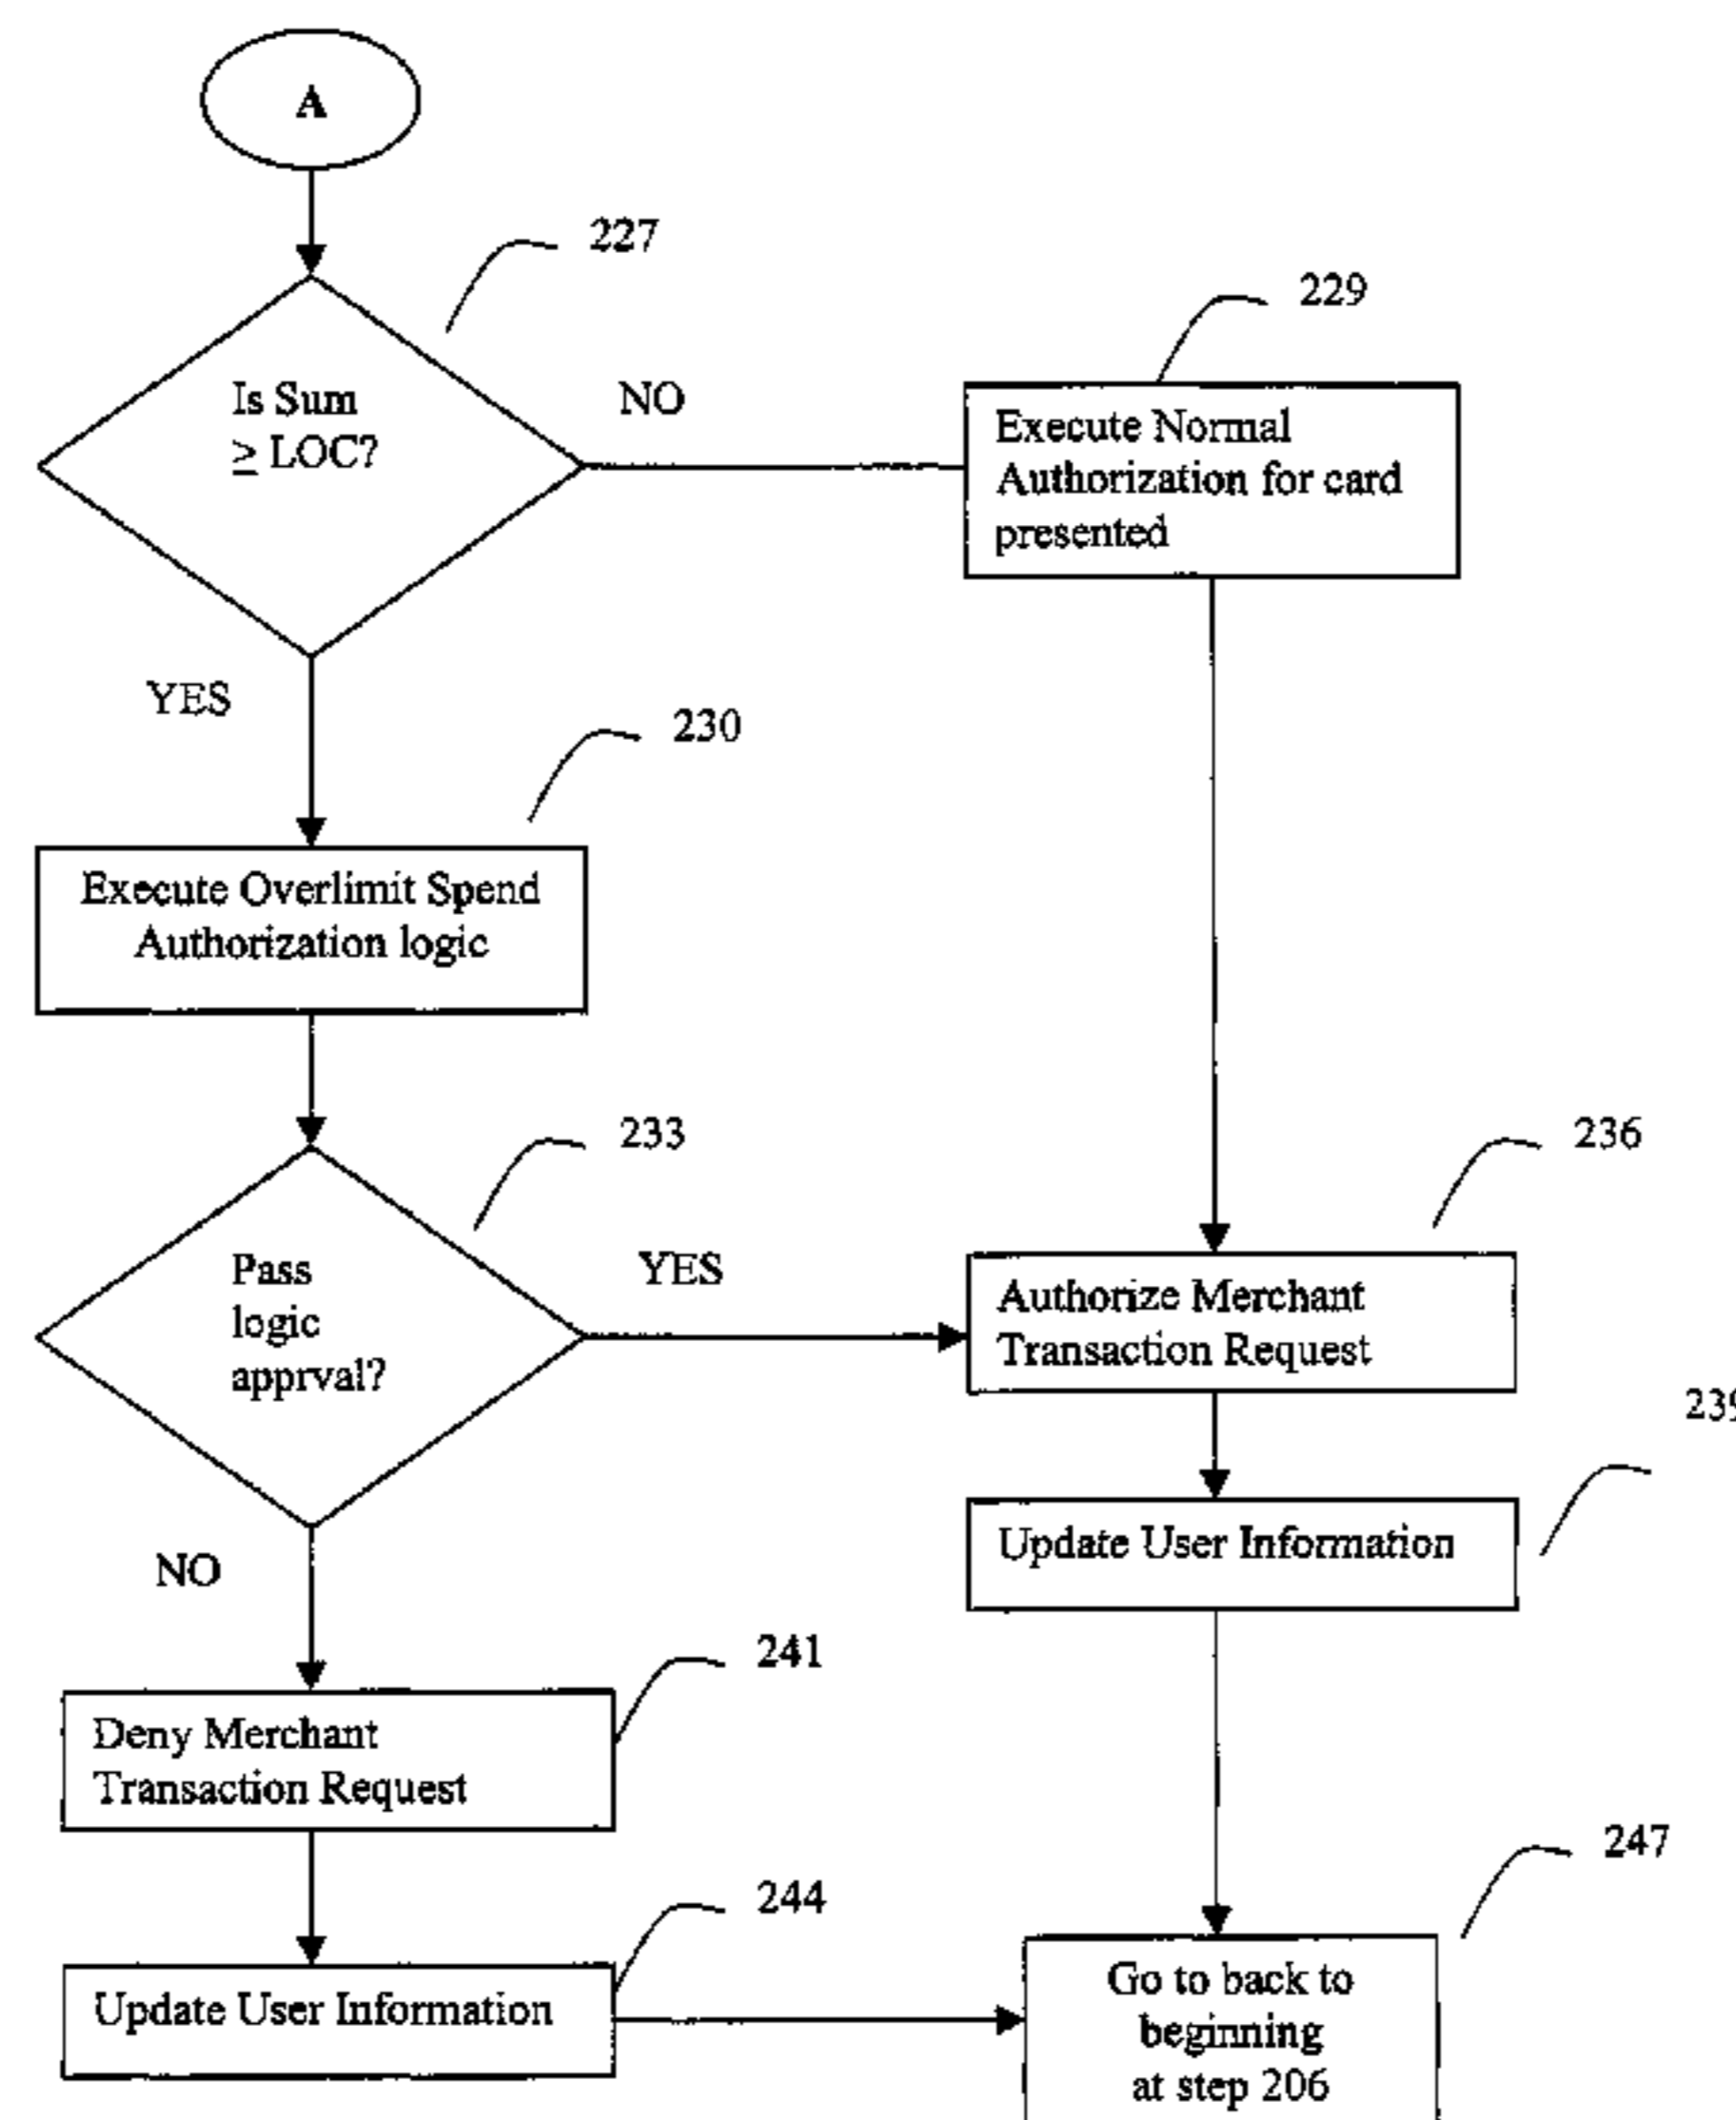 A
227
229
Is Sum
≥ LOC?
NO
Execute Normal
Authorization for card
presented
YES
230
Execute Overlimit Spend
Authorization logic
233
236
Pass
logic
apprval?
YES
Authorize Merchant
Transaction Request
239
Update User Information
NO
241
Deny Merchant
Transaction Request
247
244
Update User Information
Go to back to
beginning
at step 206